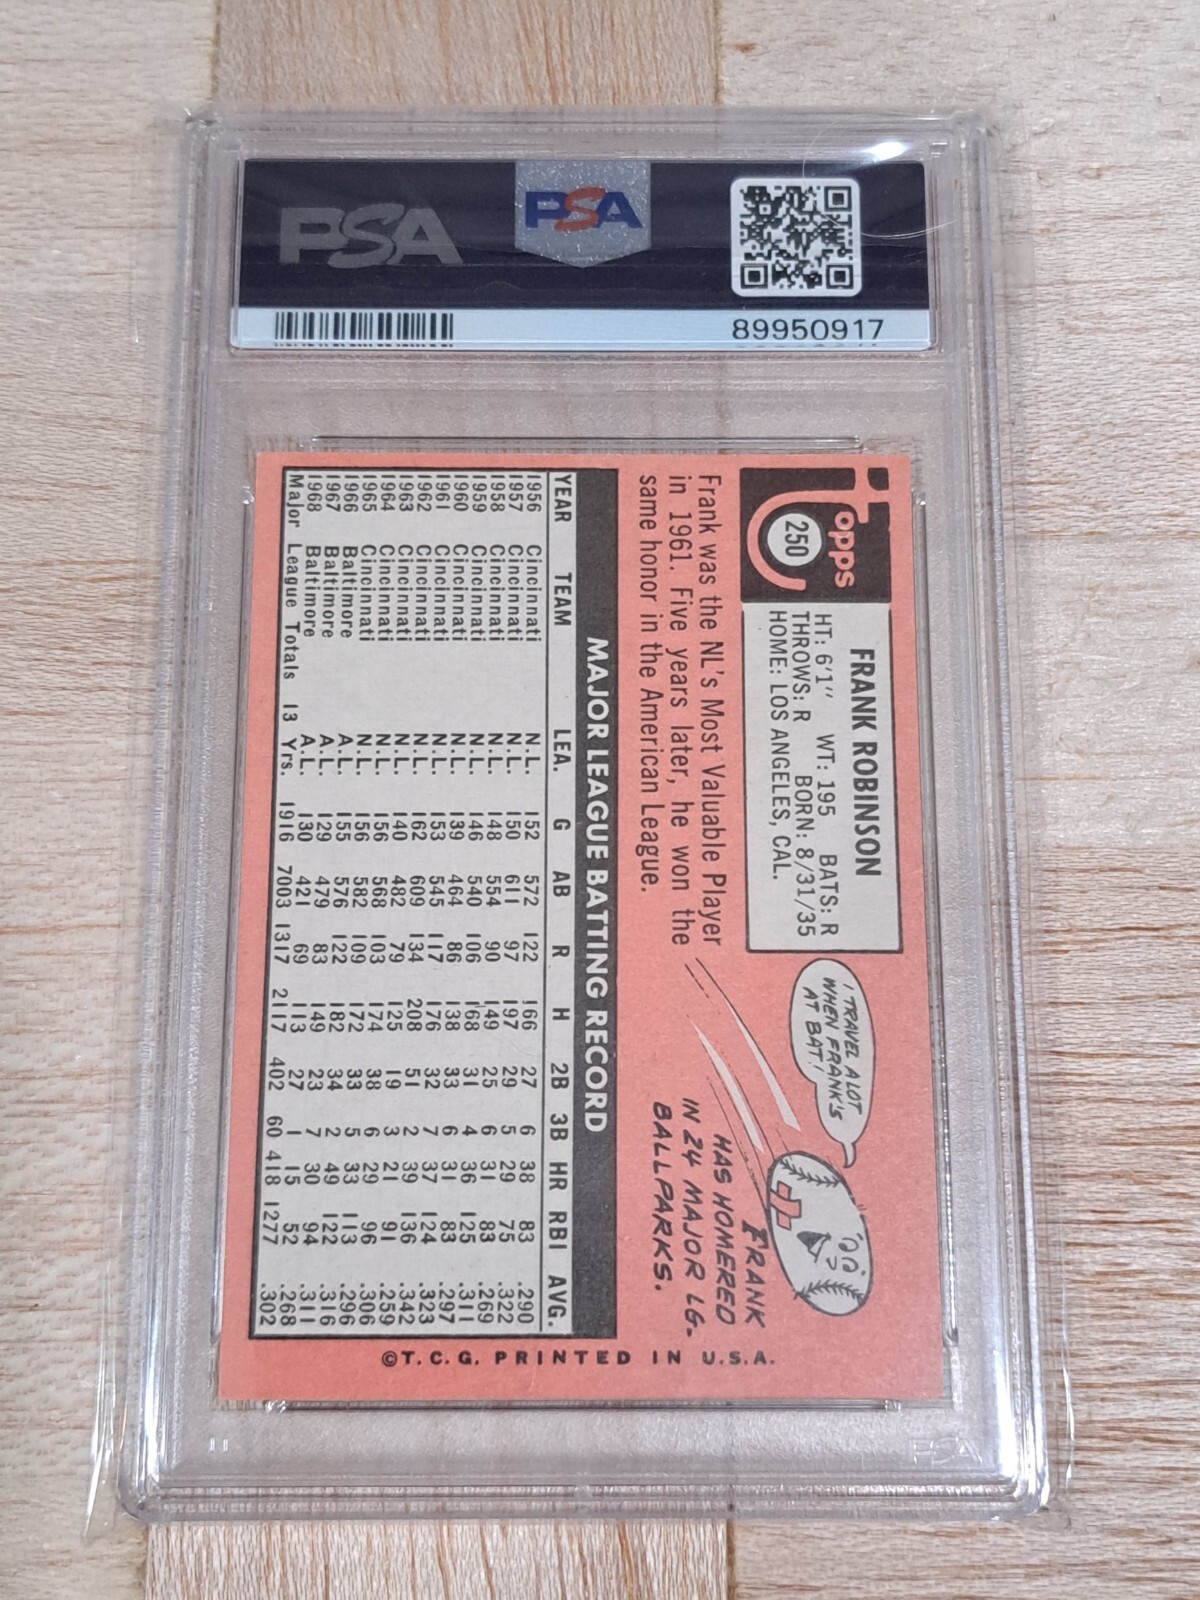 PSA
PSA
89950917
Topps
250
FRANK ROBINSON
HT: 6'1" WT: 195 BATS: R
THROWS: R BORN: 8/31/35
HOME: LOS ANGELES, CAL.
Frank was the NL's Most Valuable Player
in 1961. Five years later, he won the
same honor in the American League.
I TRAVEL A LOT
WHEN FRANK'S
AT BAT!
FRANK
HAS HOMERED
IN 24 MAJOR LG.
BALLPARKS.
MAJOR LEAGUE BATTING RECORD
YEAR TEAM LEA. G AB R H 2B 3B HR RBI AVG.
1956 Cincinnati N.L. 152 572 122 166 27 6 38 83 .290
1957 Cincinnati N.L. 150 611 97 197 29 5 29 75 .322
1958 Cincinnati N.L. 148 554 90 149 25 6 31 83 .269
1959 Cincinnati N.L. 146 540 106 168 31 4 36 125 .311
1960 Cincinnati N.L. 139 464 86 138 33 6 31 83 .297
1961 Cincinnati N.L. 153 545 117 176 32 7 37 124 .323
1962 Cincinnati N.L. 162 609 134 208 51 2 39 136 .342
1963 Cincinnati N.L. 140 482 79 125 19 3 21 91 .259
1964 Cincinnati N.L. 156 568 103 174 38 6 29 96 .306
1965 Cincinnati N.L. 156 582 109 172 33 5 33 113 .296
1966 Baltimore A.L. 155 576 122 182 34 2 49 122 .316
1967 Baltimore A.L. 129 479 83 149 23 7 30 94 .311
1968 Baltimore A.L. 130 421 69 113 27 1 15 52 .268
Major League Totals 13 Yrs. 1916 7003 1317 2117 402 60 418 1277 .302
©T.C.G. PRINTED IN U.S.A.
PSA